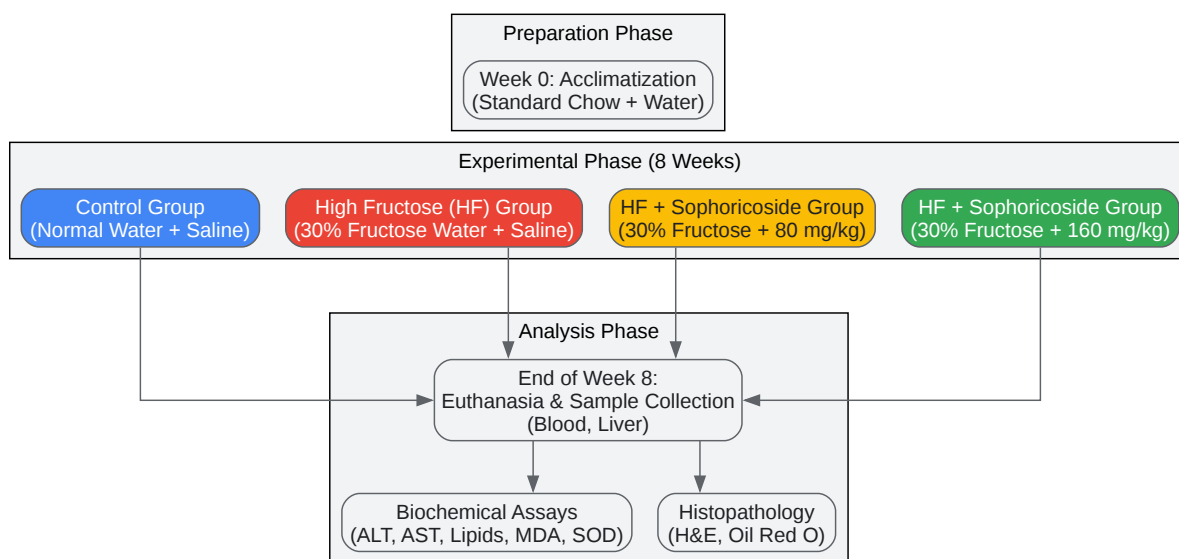 Preparation Phase
Week 0: Acclimatization
(Standard Chow + Water)
Experimental Phase (8 Weeks)
Control Group
(Normal Water + Saline)
High Fructose (HF) Group
(30% Fructose Water + Saline)
HF + Sophoricoside Group
(30% Fructose + 80 mg/kg)
HF + Sophoricoside Group
(30% Fructose + 160 mg/kg)
Analysis Phase
End of Week 8:
Euthanasia & Sample Collection
(Blood, Liver)
Biochemical Assays
(ALT, AST, Lipids, MDA, SOD)
Histopathology
(H&E, Oil Red O)